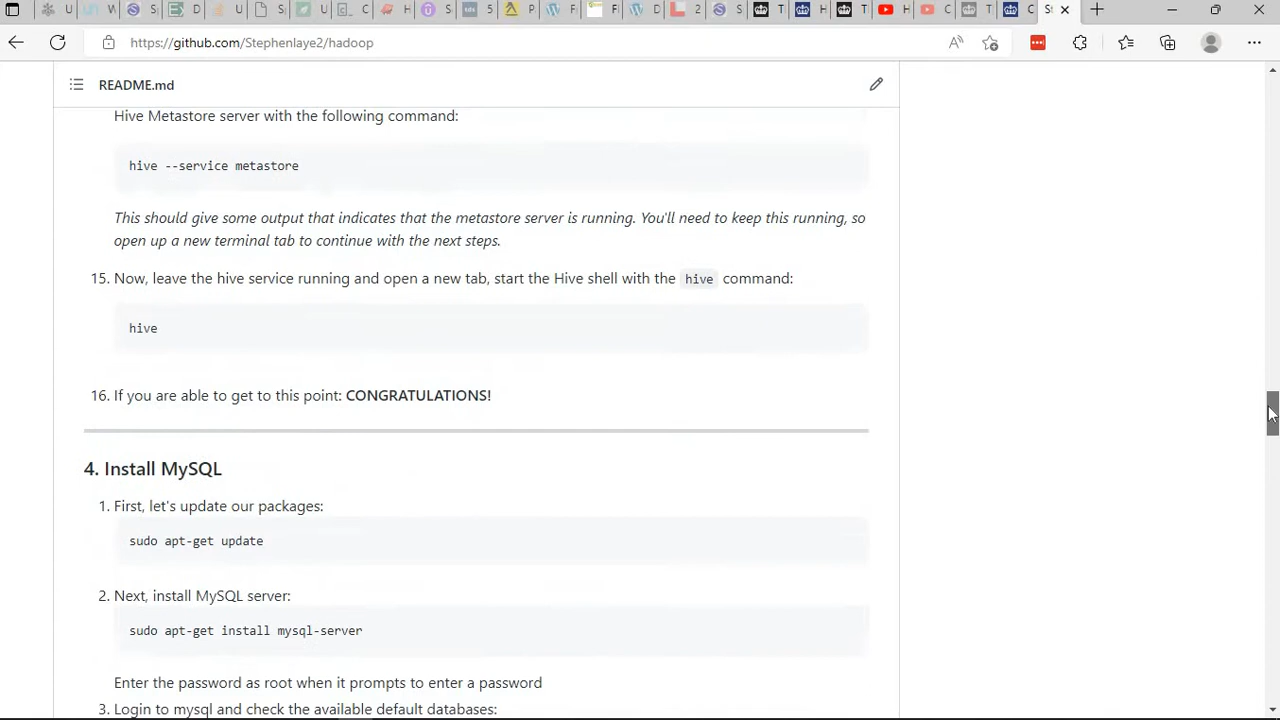 https://github.com/Stephenlaye2/hadoop
README.md
Hive Metastore server with the following command:
hive --service metastore
This should give some output that indicates that the metastore server is running. You'll need to keep this running, so
open up a new terminal tab to continue with the next steps.
15. Now, leave the hive service running and open a new tab, start the Hive shell with the hive command:
hive
16. If you are able to get to this point: CONGRATULATIONS!
4. Install MySQL
1. First, let's update our packages:
sudo apt-get update
2. Next, install MySQL server:
sudo apt-get install mysql-server
Enter the password as root when it prompts to enter a password
3. Login to mysql and check the available default databases: